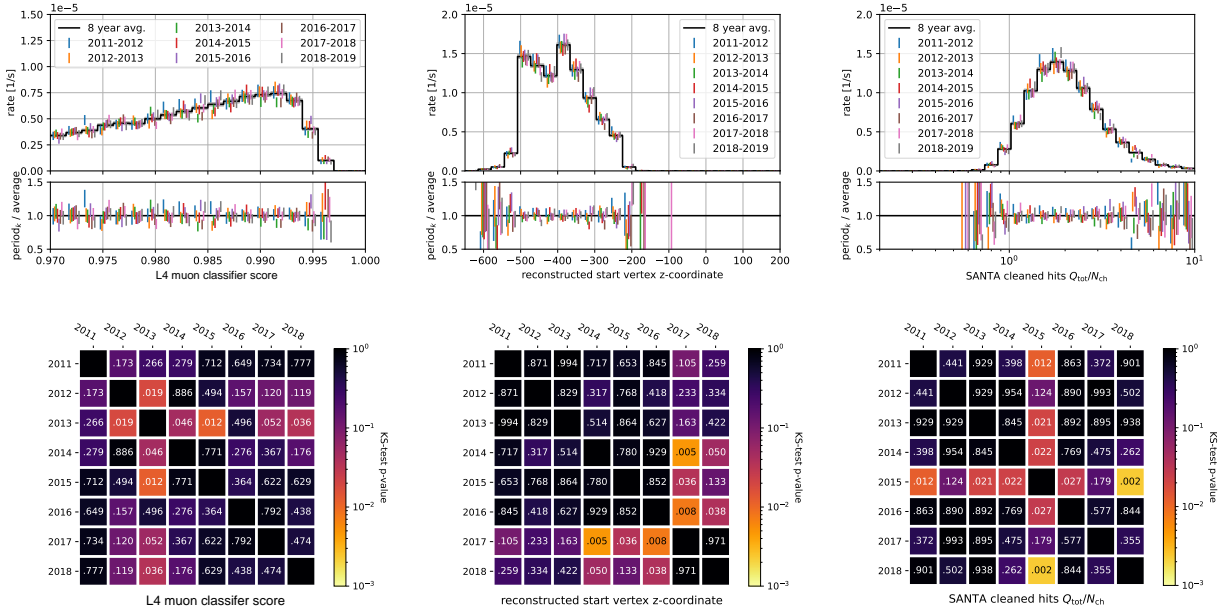 1e−5
1.50
1.25
1.00
0.75
0.50
0.25
0.00
rate [1/s]
8 year avg.
2011-2012
2012-2013
2013-2014
2014-2015
2015-2016
2016-2017
2017-2018
2018-2019
1.5
1.0
0.5
period_k / average
0.970 0.975 0.980 0.985 0.990 0.995 1.000
L4 muon classifier score
1e−5
2.0
1.5
1.0
0.5
0.0
rate [1/s]
8 year avg.
2011-2012
2012-2013
2013-2014
2014-2015
2015-2016
2016-2017
2017-2018
2018-2019
1.5
1.0
0.5
period_k / average
−600 −500 −400 −300 −200 −100 0 100 200
reconstructed start vertex z-coordinate
1e−5
2.0
1.5
1.0
0.5
0.0
rate [1/s]
8 year avg.
2011-2012
2012-2013
2013-2014
2014-2015
2015-2016
2016-2017
2017-2018
2018-2019
1.5
1.0
0.5
period_k / average
10^0 10^1
SANTA cleaned hits Q_tot/N_ch
2011 2012 2013 2014 2015 2016 2017 2018
2011 .173 .266 .279 .712 .649 .734 .777
2012 .173 .019 .886 .494 .157 .120 .119
2013 .266 .019 .046 .012 .496 .052 .036
2014 .279 .886 .046 .771 .276 .367 .176
2015 .712 .494 .012 .771 .364 .622 .629
2016 .649 .157 .496 .276 .364 .792 .438
2017 .734 .120 .052 .367 .622 .792 .474
2018 .777 .119 .036 .176 .629 .438 .474
L4 muon classifer score
10^0
10^−1
10^−2
10^−3
KS-test p-value
2011 2012 2013 2014 2015 2016 2017 2018
2011 .871 .994 .717 .653 .845 .105 .259
2012 .871 .829 .317 .768 .418 .233 .334
2013 .994 .829 .514 .864 .627 .163 .422
2014 .717 .317 .514 .780 .929 .005 .050
2015 .653 .768 .864 .780 .852 .036 .133
2016 .845 .418 .627 .929 .852 .008 .038
2017 .105 .233 .163 .005 .036 .008 .971
2018 .259 .334 .422 .050 .133 .038 .971
reconstructed start vertex z-coordinate
10^0
10^−1
10^−2
10^−3
KS-test p-value
2011 2012 2013 2014 2015 2016 2017 2018
2011 .441 .929 .398 .012 .863 .372 .901
2012 .441 .929 .954 .124 .890 .993 .502
2013 .929 .929 .845 .021 .892 .895 .938
2014 .398 .954 .845 .022 .768 .475 .262
2015 .012 .124 .021 .022 .027 .179 .002
2016 .863 .890 .892 .768 .027 .577 .844
2017 .372 .993 .895 .475 .179 .577 .355
2018 .901 .502 .938 .262 .002 .844 .355
SANTA cleaned hits Q_tot/N_ch
10^0
10^−1
10^−2
10^−3
KS-test p-value